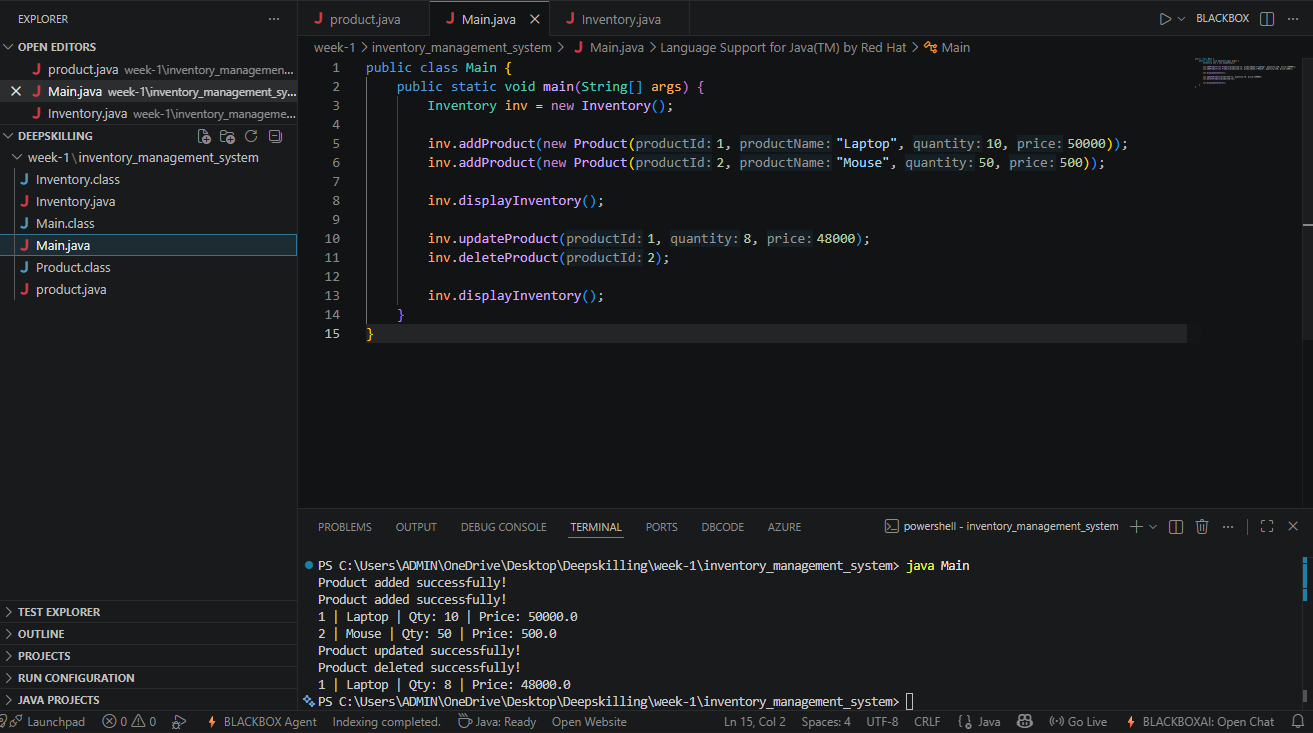 EXPLORER
OPEN EDITORS
product.java week-1\inventory_managemen...
Main.java week-1\inventory_management_sy...
Inventory.java week-1\inventory_manageme...
DEEPSKILLING
week-1\inventory_management_system
Inventory.class
Inventory.java
Main.class
Main.java
Product.class
product.java
TEST EXPLORER
OUTLINE
PROJECTS
RUN CONFIGURATION
JAVA PROJECTS
product.java Main.java Inventory.java BLACKBOX
week-1 > inventory_management_system > Main.java > Language Support for Java(TM) by Red Hat > Main
1 public class Main {
2     public static void main(String[] args) {
3         Inventory inv = new Inventory();
4
5         inv.addProduct(new Product(productId: 1, productName: "Laptop", quantity: 10, price: 50000));
6         inv.addProduct(new Product(productId: 2, productName: "Mouse", quantity: 50, price: 500));
7
8         inv.displayInventory();
9
10         inv.updateProduct(productId: 1, quantity: 8, price: 48000);
11         inv.deleteProduct(productId: 2);
12
13         inv.displayInventory();
14     }
15 }
PROBLEMS OUTPUT DEBUG CONSOLE TERMINAL PORTS DBCODE AZURE powershell - inventory_management_system
PS C:\Users\ADMIN\OneDrive\Desktop\Deepskilling\week-1\inventory_management_system> java Main
Product added successfully!
Product added successfully!
1 | Laptop | Qty: 10 | Price: 50000.0
2 | Mouse | Qty: 50 | Price: 500.0
Product updated successfully!
Product deleted successfully!
1 | Laptop | Qty: 8 | Price: 48000.0
PS C:\Users\ADMIN\OneDrive\Desktop\Deepskilling\week-1\inventory_management_system>
Launchpad 0 0 BLACKBOX Agent Indexing completed. Java: Ready Open Website Ln 15, Col 2 Spaces: 4 UTF-8 CRLF {} Java Go Live BLACKBOXAI: Open Chat